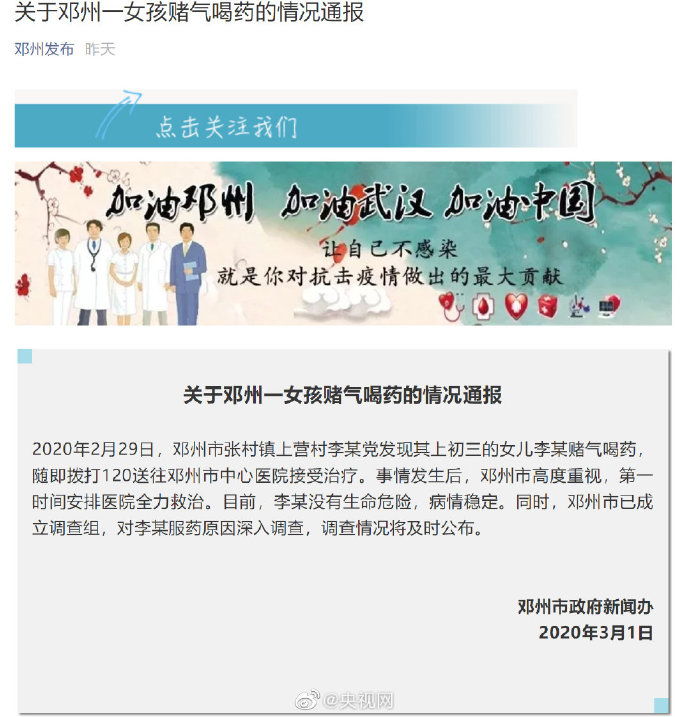 关于邓州一女孩赌气喝药的情况通报
邓州发布 昨天
点击关注我们
加油邓州 加油武汉 加油中国
让自己不感染
就是你对抗击疫情做出的最大贡献
关于邓州一女孩赌气喝药的情况通报
2020年2月29日，邓州市张村镇上营村李某党发现其上初三的女儿李某赌气喝药，
随即拨打120送往邓州市中心医院接受治疗。事情发生后，邓州市高度重视，第一
时间安排医院全力救治。目前，李某没有生命危险，病情稳定。同时，邓州市已成
立调查组，对李某服药原因深入调查，调查情况将及时公布。
邓州市政府新闻办
2020年3月1日
@央视网